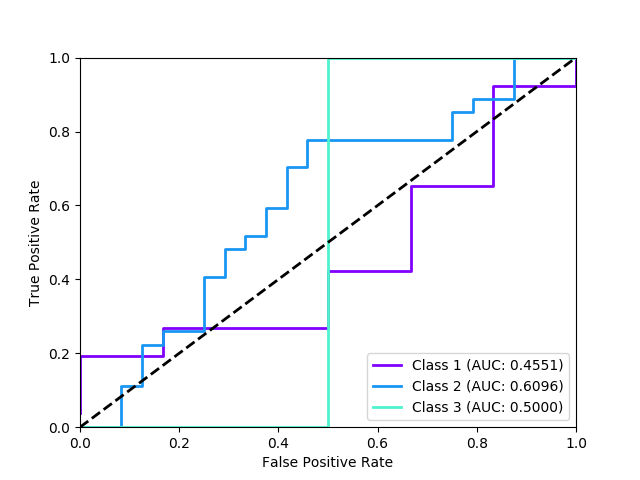 1.0
0.8
0.6
0.4
0.2
0.0
True Positive Rate
Class 1 (AUC: 0.4551)
Class 2 (AUC: 0.6096)
Class 3 (AUC: 0.5000)
0.0 0.2 0.4 0.6 0.8 1.0
False Positive Rate